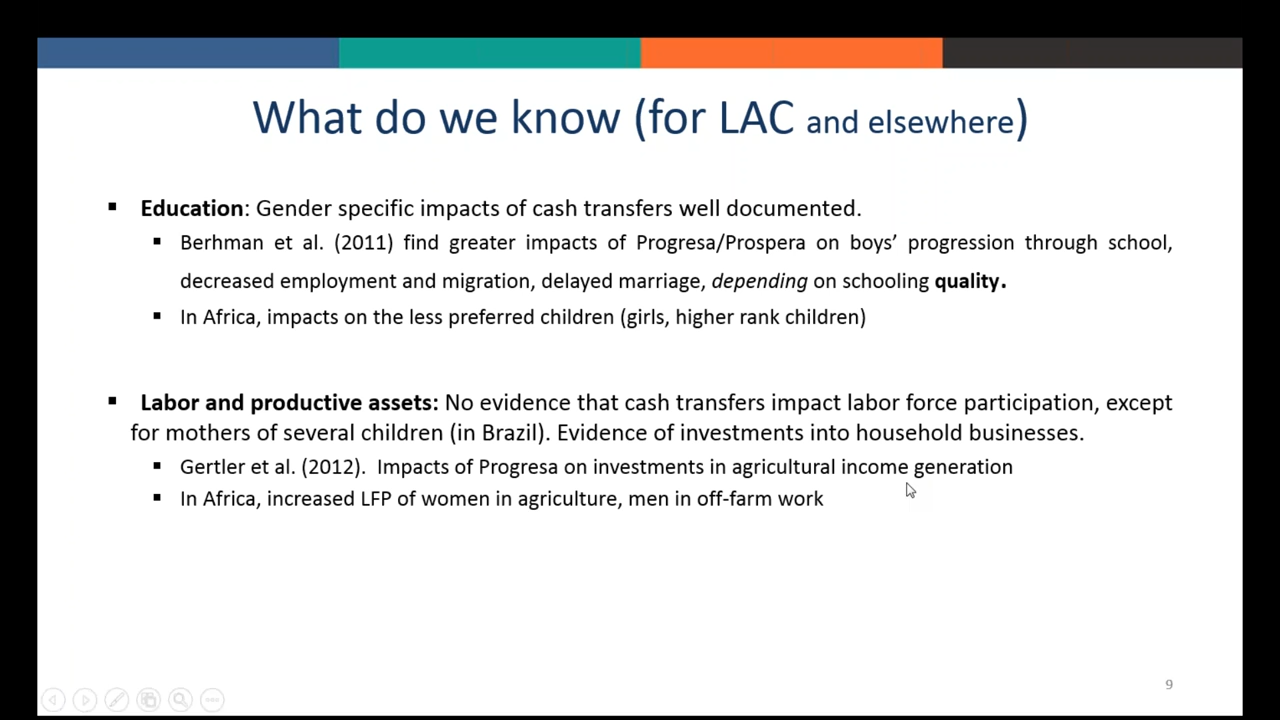 What do we know (for LAC and elsewhere)
▪ Education: Gender specific impacts of cash transfers well documented.
▪ Berhman et al. (2011) find greater impacts of Progresa/Prospera on boys’ progression through school,
decreased employment and migration, delayed marriage, depending on schooling quality.
▪ In Africa, impacts on the less preferred children (girls, higher rank children)
▪ Labor and productive assets: No evidence that cash transfers impact labor force participation, except
for mothers of several children (in Brazil). Evidence of investments into household businesses.
▪ Gertler et al. (2012). Impacts of Progresa on investments in agricultural income generation
▪ In Africa, increased LFP of women in agriculture, men in off-farm work
9